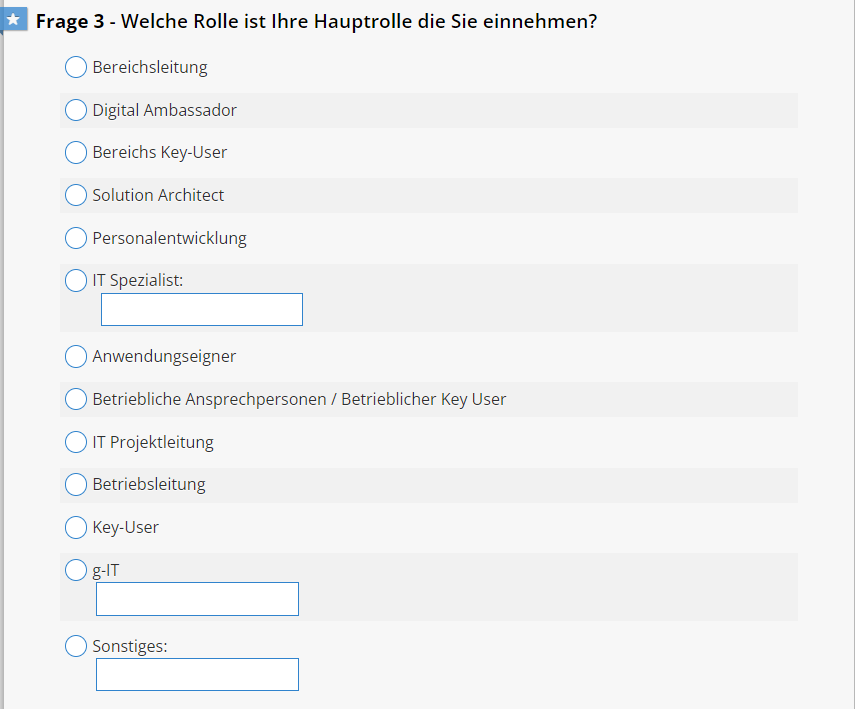 Frage 3 - Welche Rolle ist Ihre Hauptrolle die Sie einnehmen?
Bereichsleitung
Digital Ambassador
Bereichs Key-User
Solution Architect
Personalentwicklung
IT Spezialist:
Anwendungseigner
Betriebliche Ansprechpersonen / Betrieblicher Key User
IT Projektleitung
Betriebsleitung
Key-User
g-IT
Sonstiges: